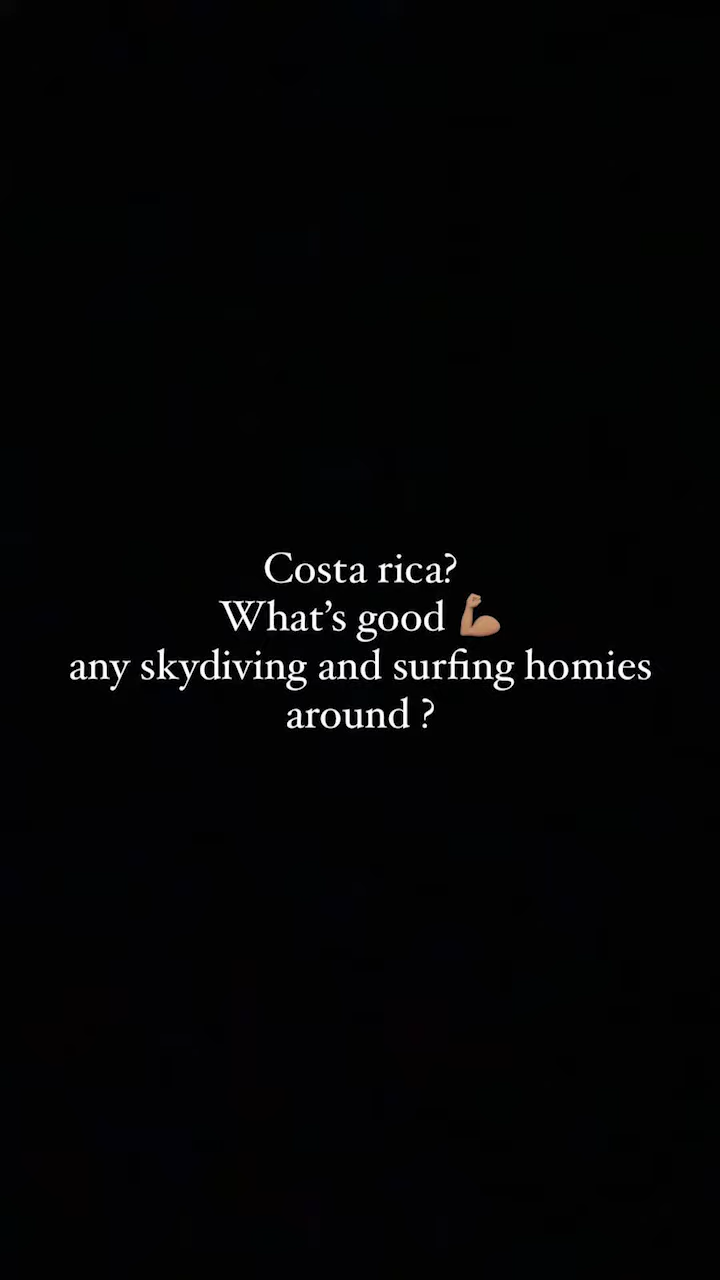 Costa rica?
What’s good 💪🏽
any skydiving and surfing homies
around ?